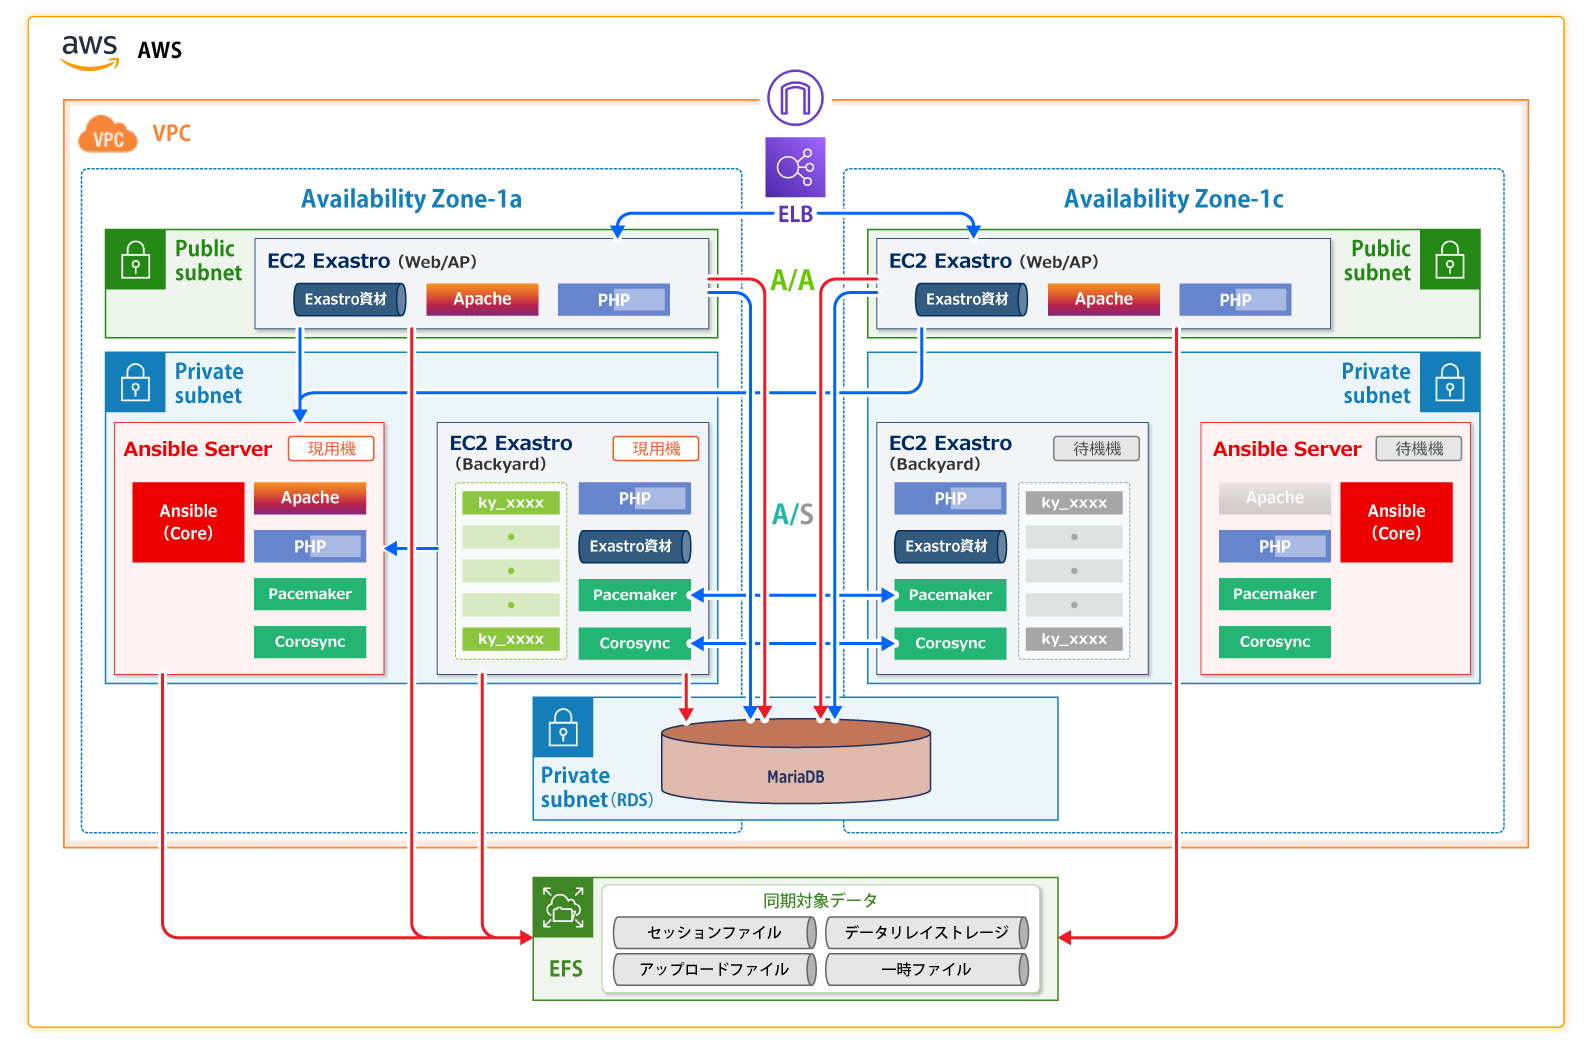 aws AWS
VPC VPC
ELB
Availability Zone-1a
Public
subnet
EC2 Exastro（Web/AP）
Exastro資材
Apache
PHP
A/A
Availability Zone-1c
EC2 Exastro（Web/AP）
Exastro資材
Apache
PHP
Public
subnet
Private
subnet
Ansible Server
現用機
Ansible
（Core）
Apache
PHP
Pacemaker
Corosync
EC2 Exastro
（Backyard）
現用機
ky_xxxx
ky_xxxx
PHP
Exastro資材
Pacemaker
Corosync
A/S
Private
subnet
EC2 Exastro
（Backyard）
待機機
PHP
Exastro資材
Pacemaker
Corosync
ky_xxxx
ky_xxxx
Ansible Server
待機機
Apache
PHP
Pacemaker
Corosync
Ansible
（Core）
Private
subnet（RDS）
MariaDB
EFS
同期対象データ
セッションファイル
データリレイストレージ
アップロードファイル
一時ファイル